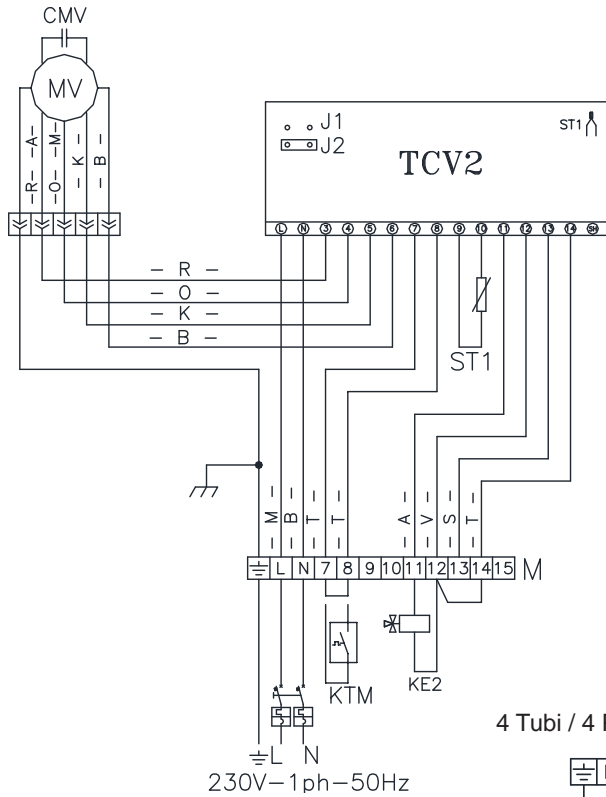 CMV
MV
J1
J2
ST1
TCV2
L N 3 4 5 6 7 8 9 10 11 12 13 14 SH
R A O M K B
R
O
K
B
ST1
M B T T A V S T
L N 7 8 9 10 11 12 13 14 15 M
KTM
KE2
4 Tubi / 4
L N
230V-1ph-50Hz